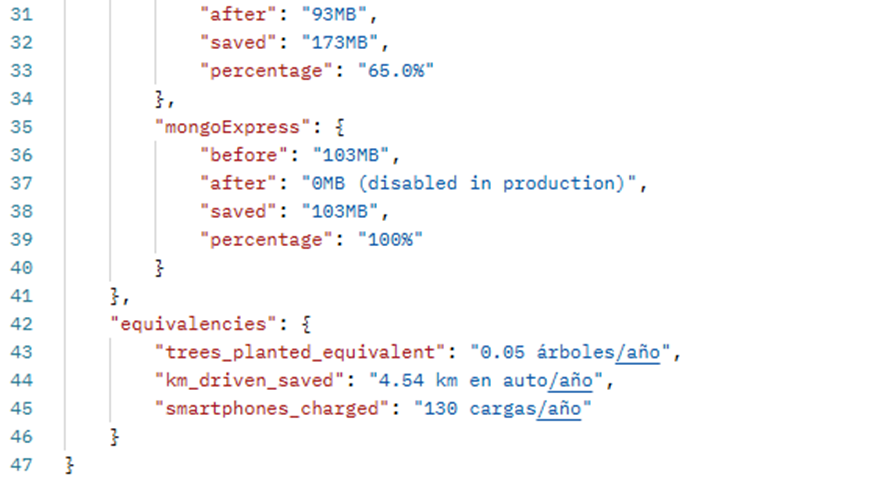 31 "after": "93MB",
32 "saved": "173MB",
33 "percentage": "65.0%"
34 },
35 "mongoExpress": {
36 "before": "103MB",
37 "after": "0MB (disabled in production)",
38 "saved": "103MB",
39 "percentage": "100%"
40 }
41 },
42 "equivalencies": {
43 "trees_planted_equivalent": "0.05 árboles/año",
44 "km_driven_saved": "4.54 km en auto/año",
45 "smartphones_charged": "130 cargas/año"
46 }
47 }